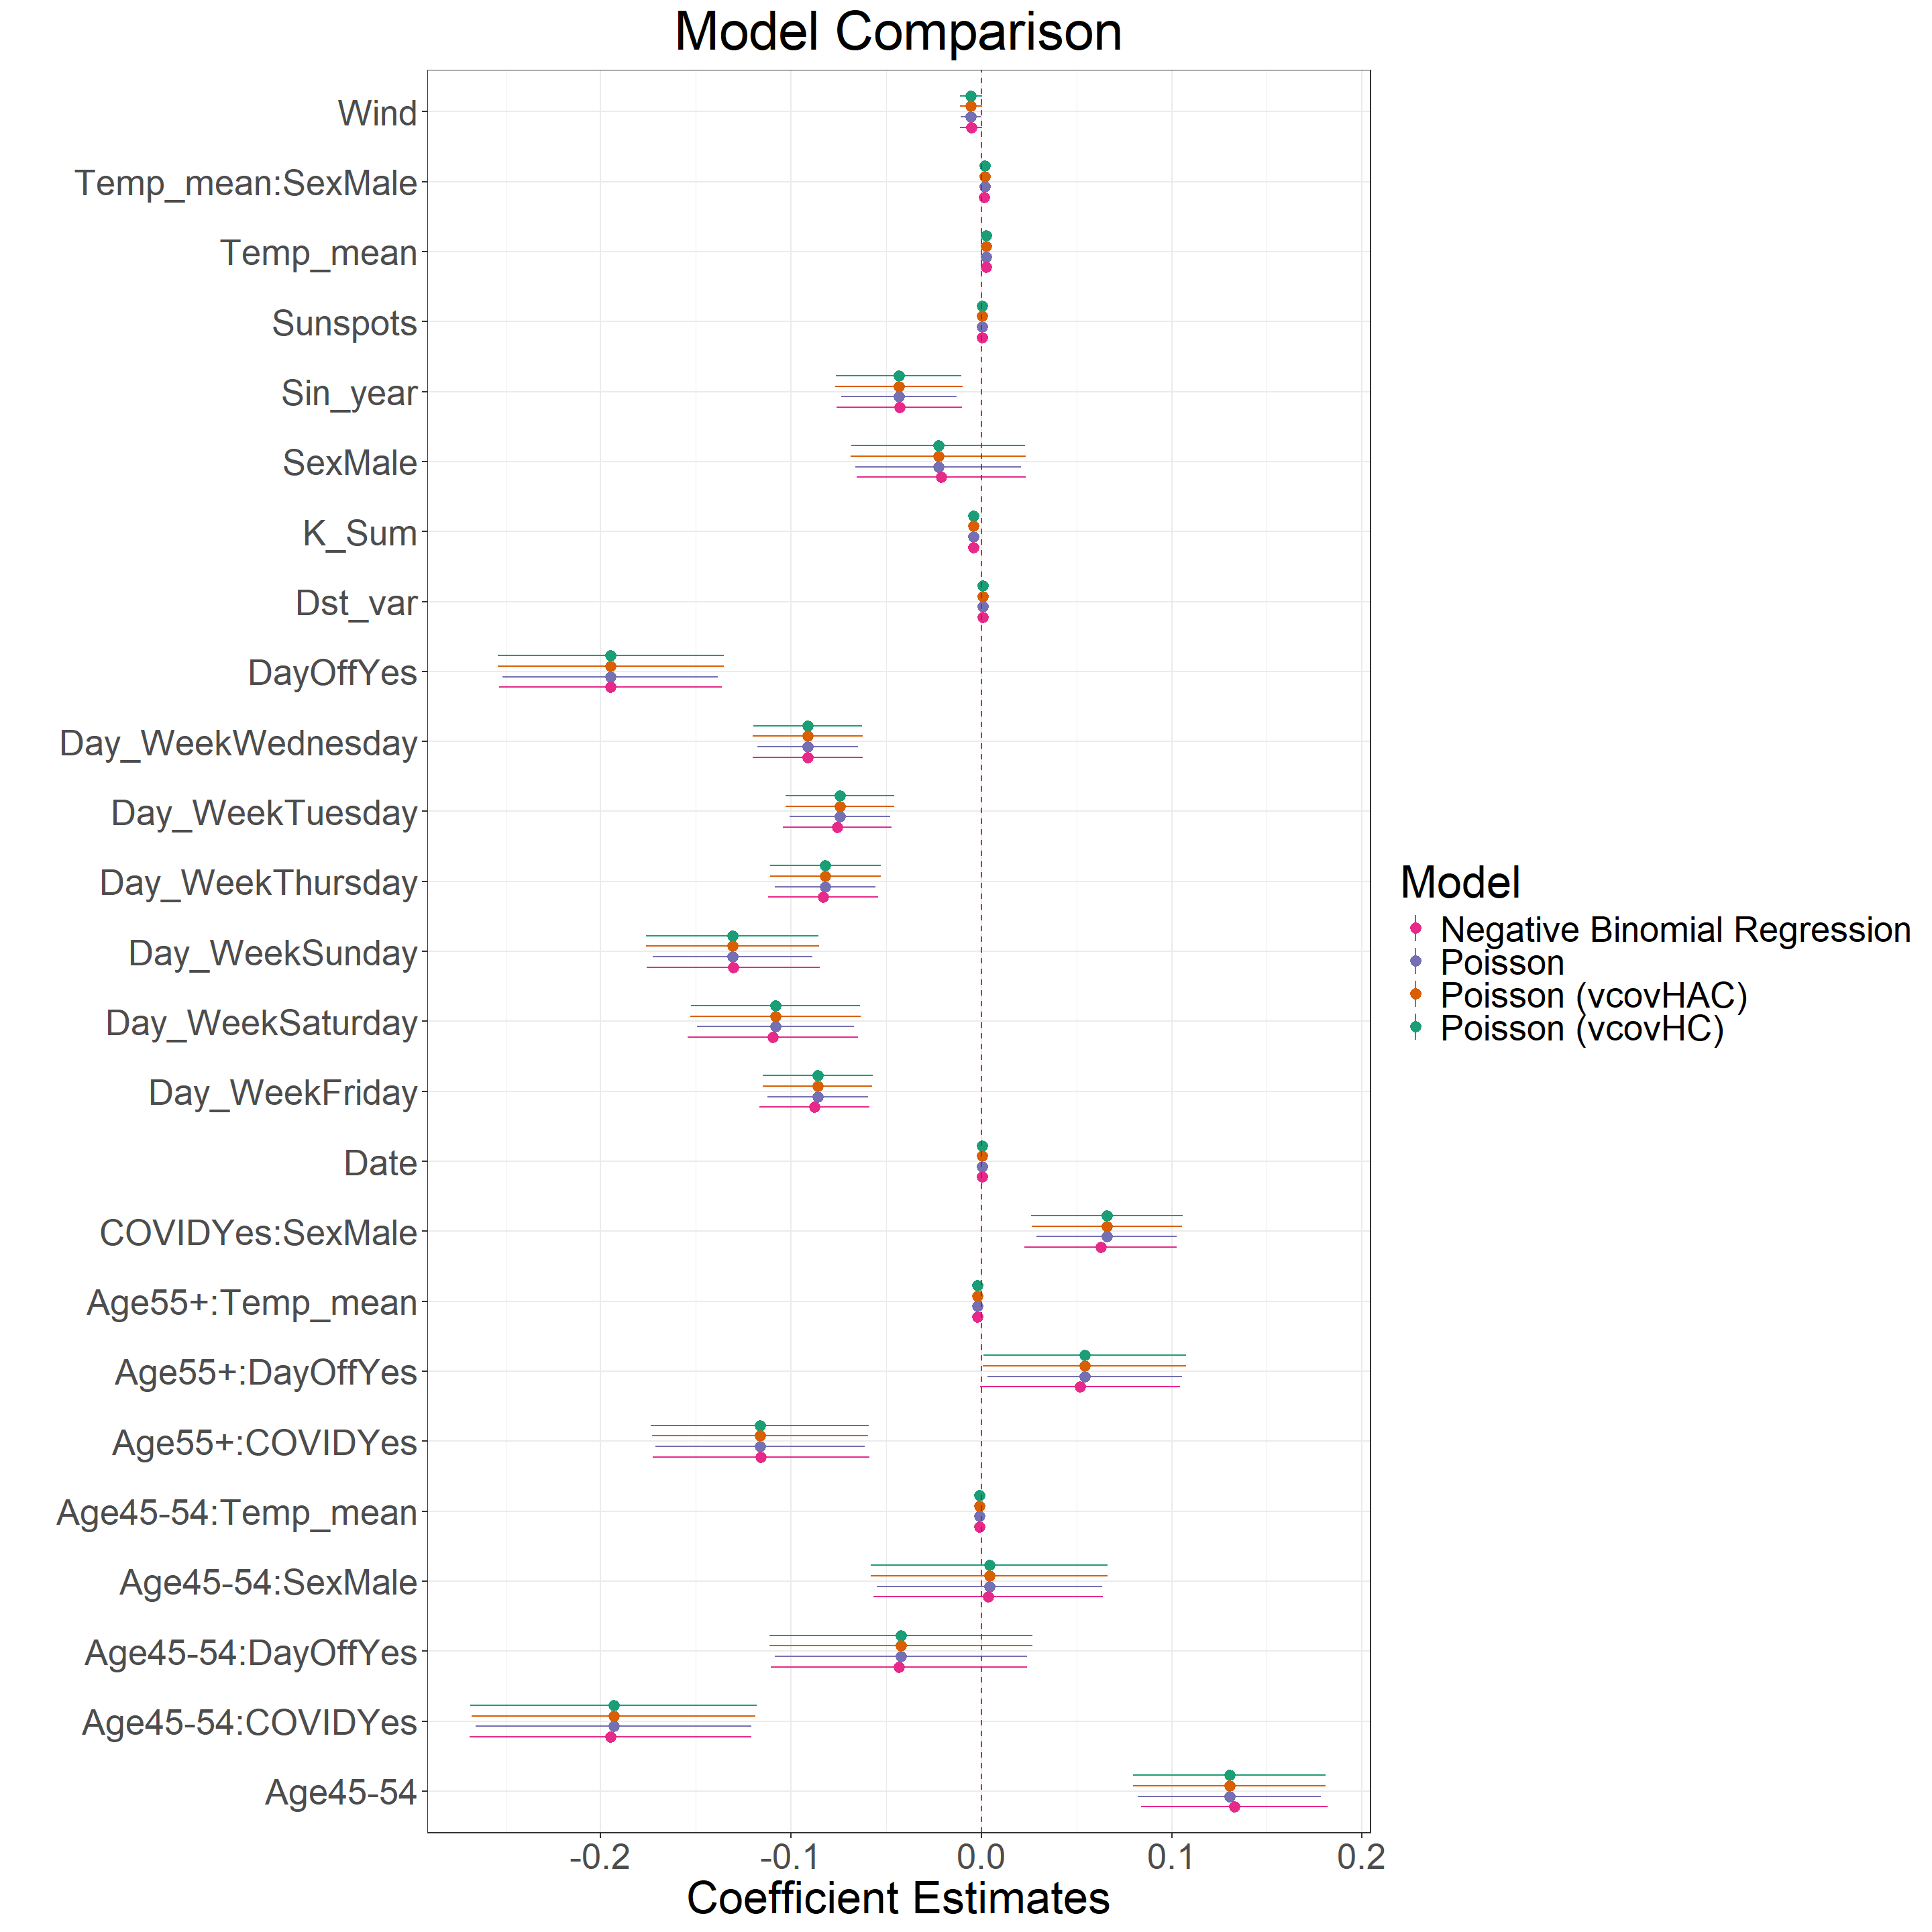 Model Comparison
Wind
Temp_mean:SexMale
Temp_mean
Sunspots
Sin_year
SexMale
K_Sum
Dst_var
DayOffYes
Day_WeekWednesday
Day_WeekTuesday
Day_WeekThursday
Day_WeekSunday
Day_WeekSaturday
Day_WeekFriday
Date
COVIDYes:SexMale
Age55+:Temp_mean
Age55+:DayOffYes
Age55+:COVIDYes
Age45-54:Temp_mean
Age45-54:SexMale
Age45-54:DayOffYes
Age45-54:COVIDYes
Age45-54
-0.2 -0.1 0.0 0.1 0.2
Coefficient Estimates
Model
Negative Binomial Regression
Poisson
Poisson (vcovHAC)
Poisson (vcovHC)